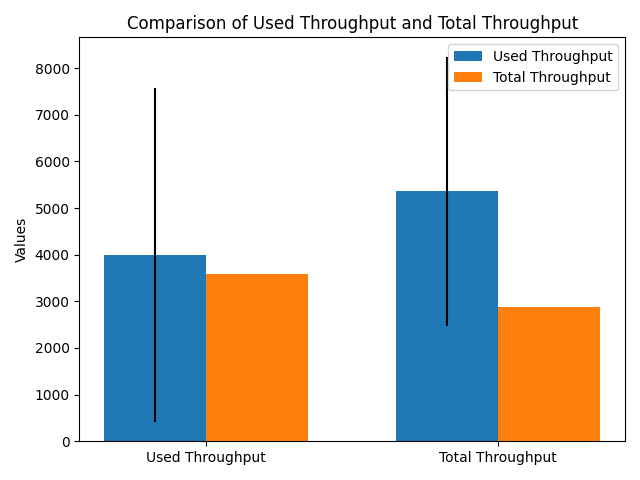 Comparison of Used Throughput and Total Throughput
Used Throughput
Total Throughput
Values
8000
7000
6000
5000
4000
3000
2000
1000
0
Used Throughput
Total Throughput